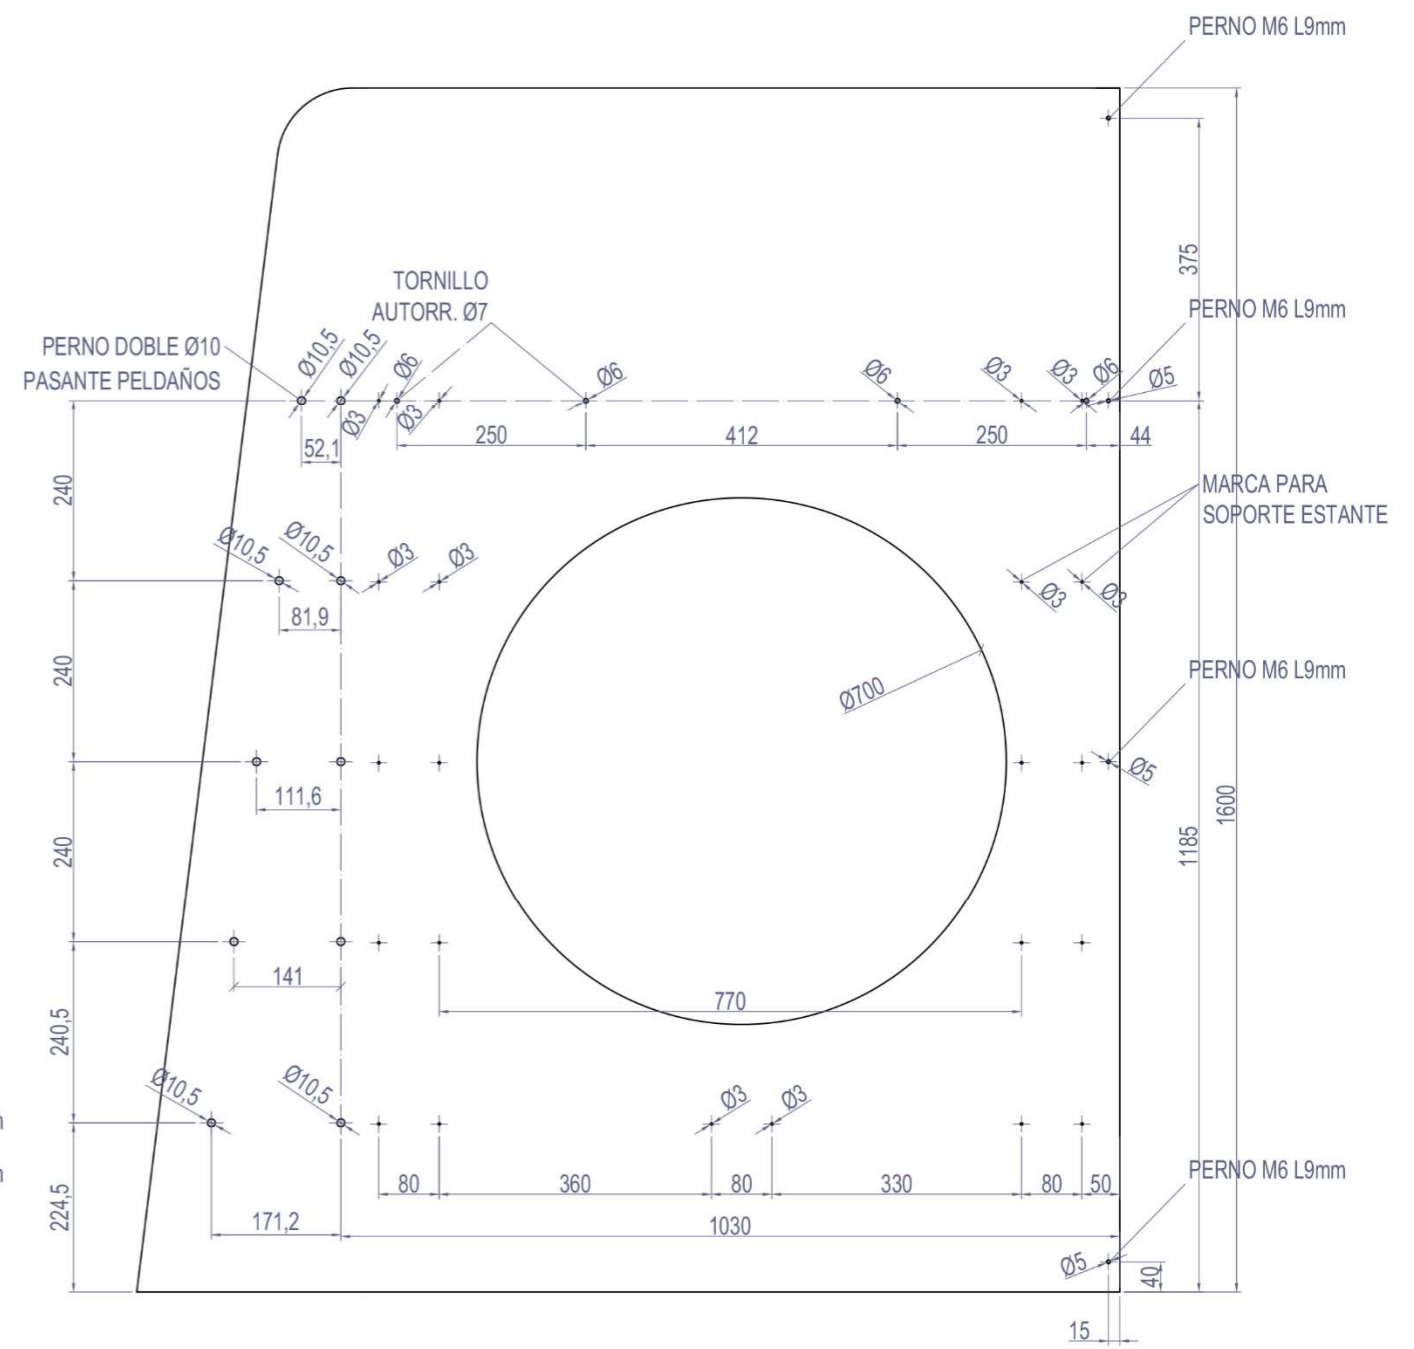 PERNO M6 L9mm
375
TORNILLO
AUTORR. Ø7
PERNO M6 L9mm
PERNO DOBLE Ø10
PASANTE PELDAÑOS
Ø10,5
Ø10,5
Ø6
Ø3
Ø3
Ø6
Ø6
Ø3
Ø3
Ø6
Ø5
52,1
250
412
250
44
240
MARCA PARA
SOPORTE ESTANTE
Ø10,5
Ø10,5
Ø3
Ø3
Ø3
Ø3
81,9
240
Ø700
PERNO M6 L9mm
Ø5
111,6
1600
1185
240
141
770
240,5
Ø10,5
Ø10,5
Ø3
Ø3
80
360
80
330
80
50
PERNO M6 L9mm
224,5
171,2
1030
Ø5
40
15